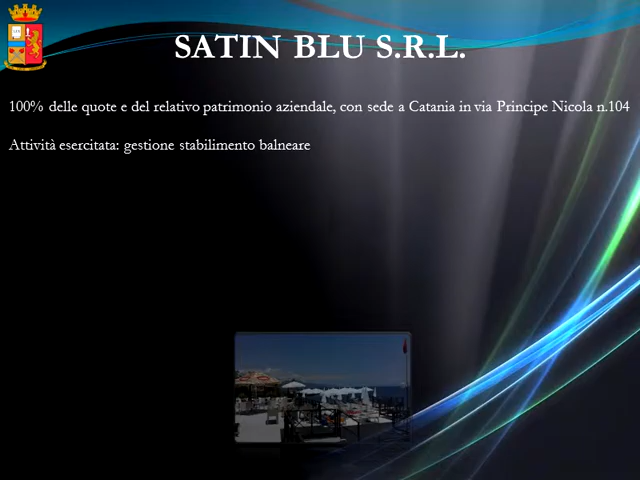 SATIN BLU S.R.L.
100% delle quote e del relativo patrimonio aziendale, con sede a Catania in via Principe Nicola n.104
Attività esercitata: gestione stabilimento balneare